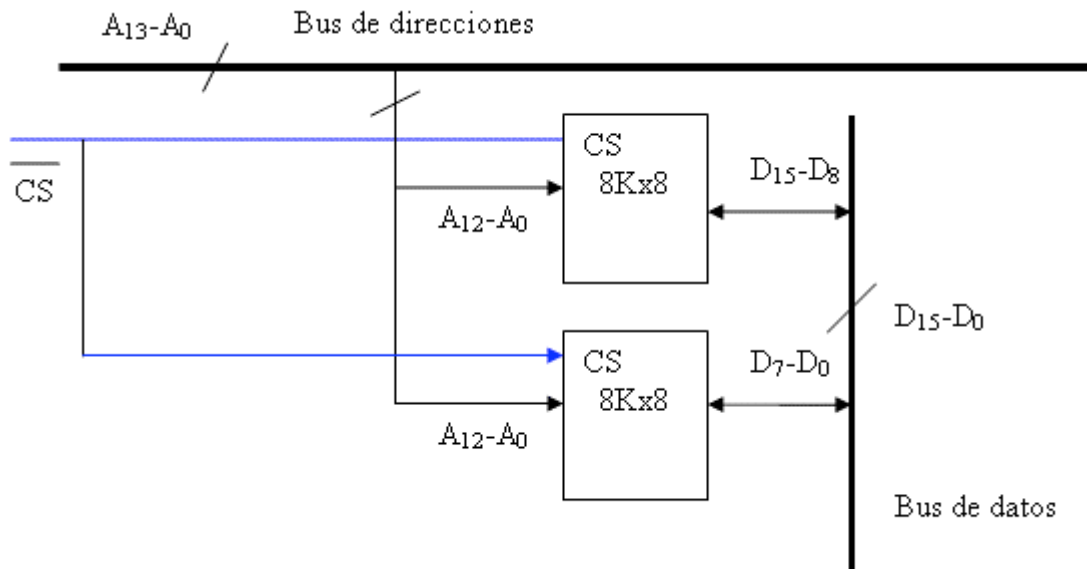 A₁₃-A₀
Bus de direcciones
CS
CS
8Kx8
D₁₅-D₈
A₁₂-A₀
D₁₅-D₀
CS
8Kx8
D₇-D₀
A₁₂-A₀
Bus de datos